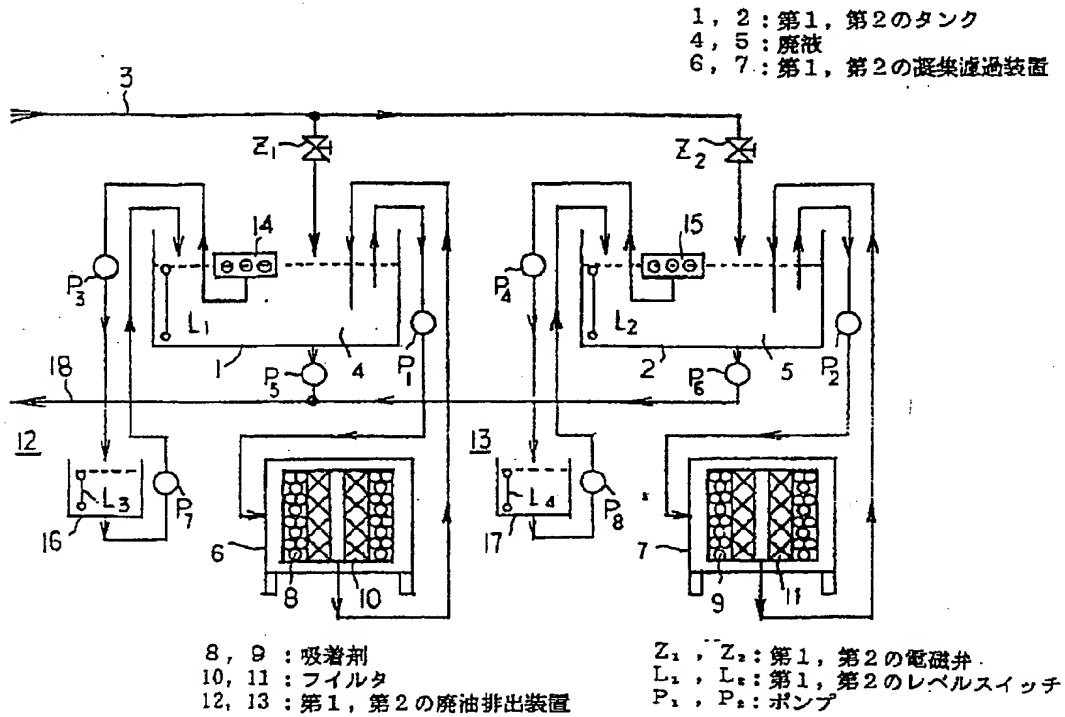 1, 2:第1,第2のタンク
4, 5:廃液
6, 7:第1,第2の凝集濾過装置
3
Z₁
Z₂
14
15
P₃
P₄
L₁
L₂
1
4
P₁
2
5
P₂
P₅
P₆
18
12
13
L₃
P₇
L₄
P₈
16
6
17
7
8
10
9
11
8, 9:吸着剤
10, 11:フイルタ
12, 13:第1,第2の廃油排出装置
Z₁, Z₂:第1,第2の電磁弁
L₁, L₂:第1,第2のレベルスイッチ
P₁, P₂:ポンプ